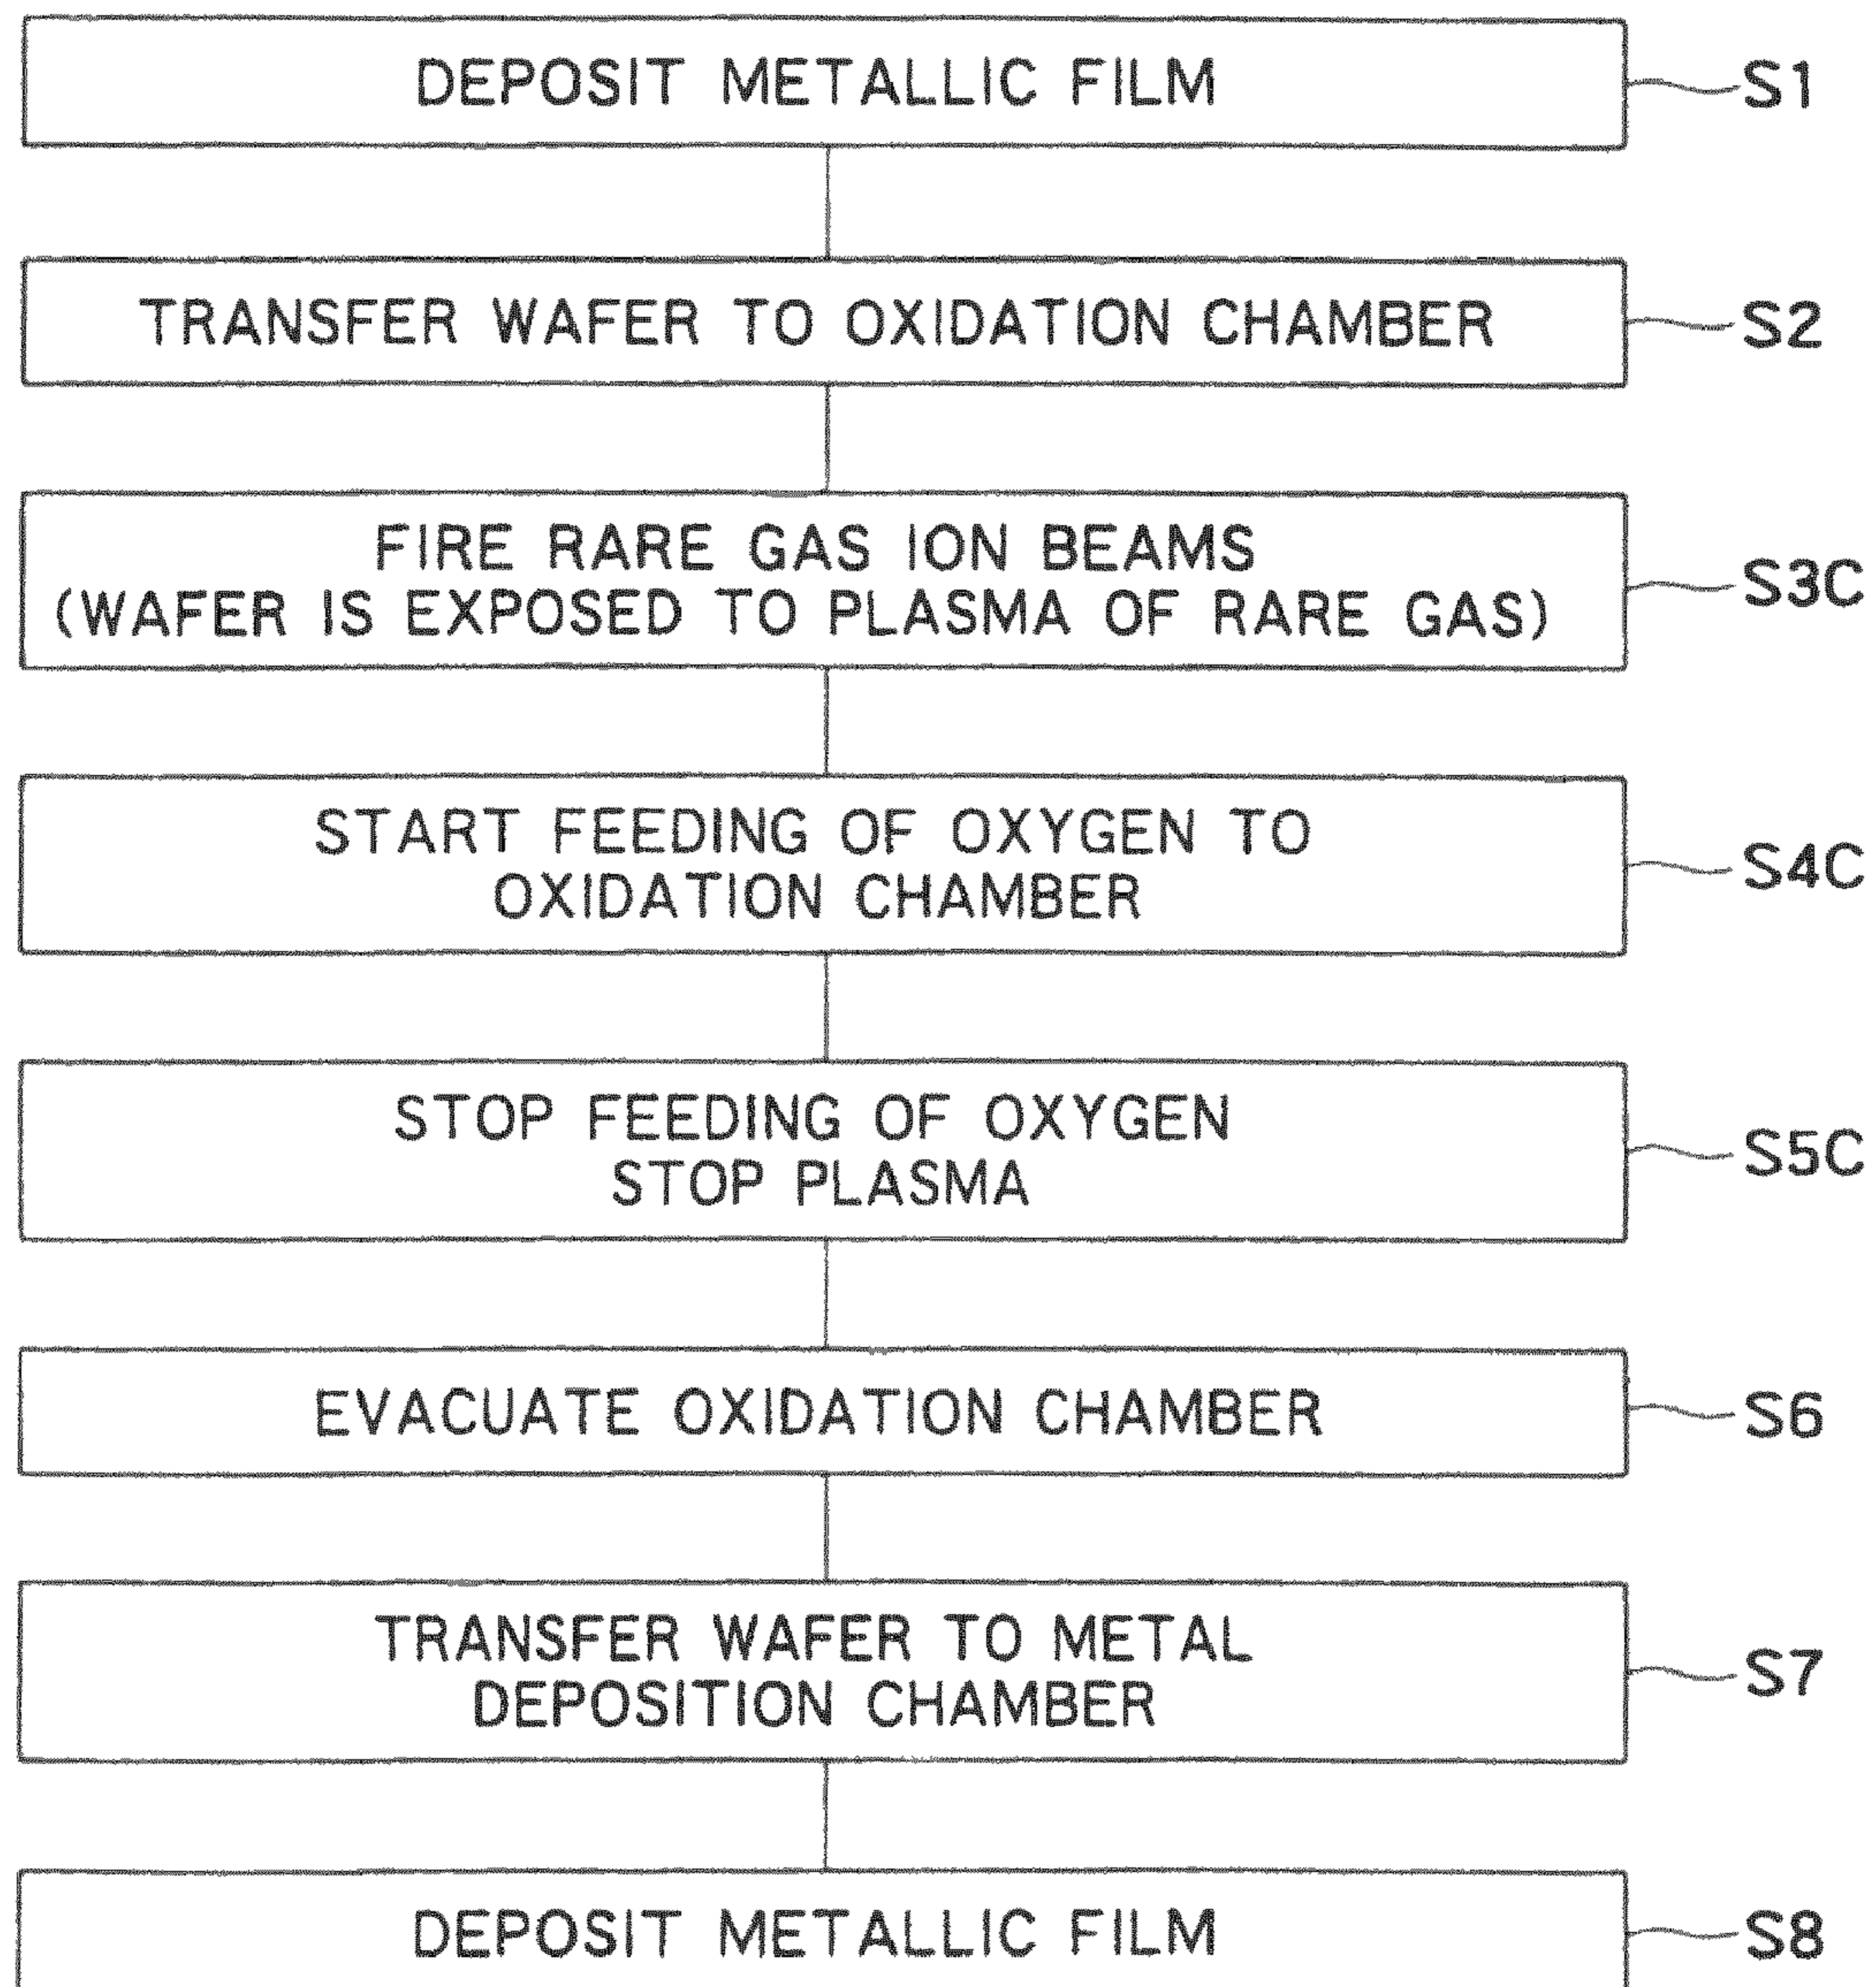 DEPOSIT METALLIC FILM S1
TRANSFER WAFER TO OXIDATION CHAMBER S2
FIRE RARE GAS ION BEAMS
(WAFER IS EXPOSED TO PLASMA OF RARE GAS) S3C
START FEEDING OF OXYGEN TO
OXIDATION CHAMBER S4C
STOP FEEDING OF OXYGEN
STOP PLASMA S5C
EVACUATE OXIDATION CHAMBER S6
TRANSFER WAFER TO METAL
DEPOSITION CHAMBER S7
DEPOSIT METALLIC FILM S8